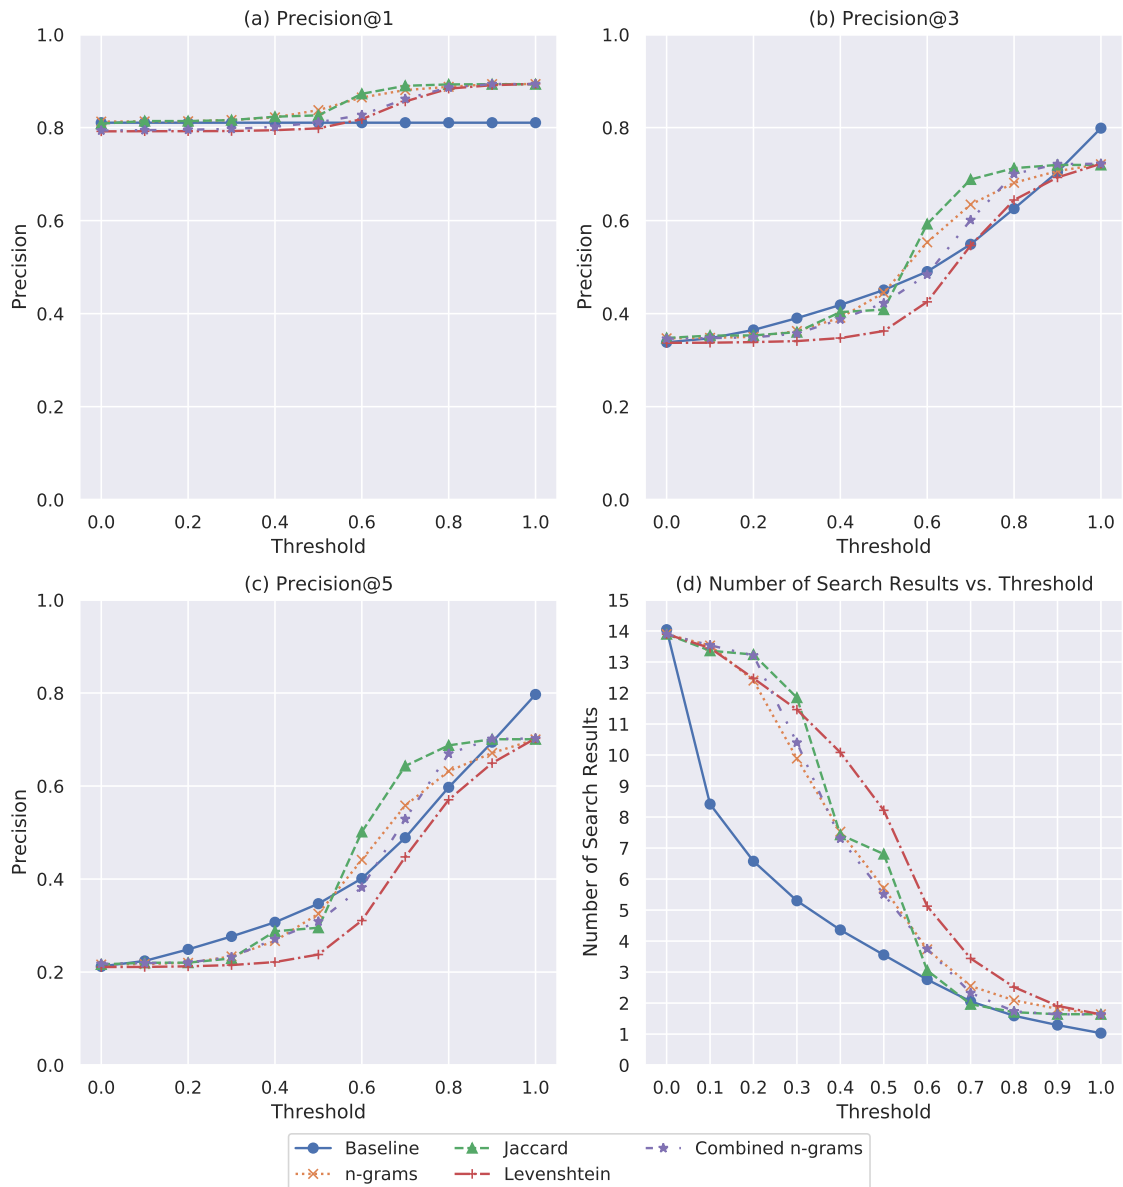 (a) Precision@1
1.0
0.8
0.6
0.4
0.2
0.0
Precision
0.0 0.2 0.4 0.6 0.8 1.0
Threshold
(b) Precision@3
1.0
0.8
0.6
0.4
0.2
0.0
Precision
0.0 0.2 0.4 0.6 0.8 1.0
Threshold
(c) Precision@5
1.0
0.8
0.6
0.4
0.2
0.0
Precision
0.0 0.2 0.4 0.6 0.8 1.0
Threshold
(d) Number of Search Results vs. Threshold
15
14
13
12
11
10
9
8
7
6
5
4
3
2
1
0
Number of Search Results
0.0 0.1 0.2 0.3 0.4 0.5 0.6 0.7 0.8 0.9 1.0
Threshold
Baseline
n-grams
Jaccard
Levenshtein
Combined n-grams